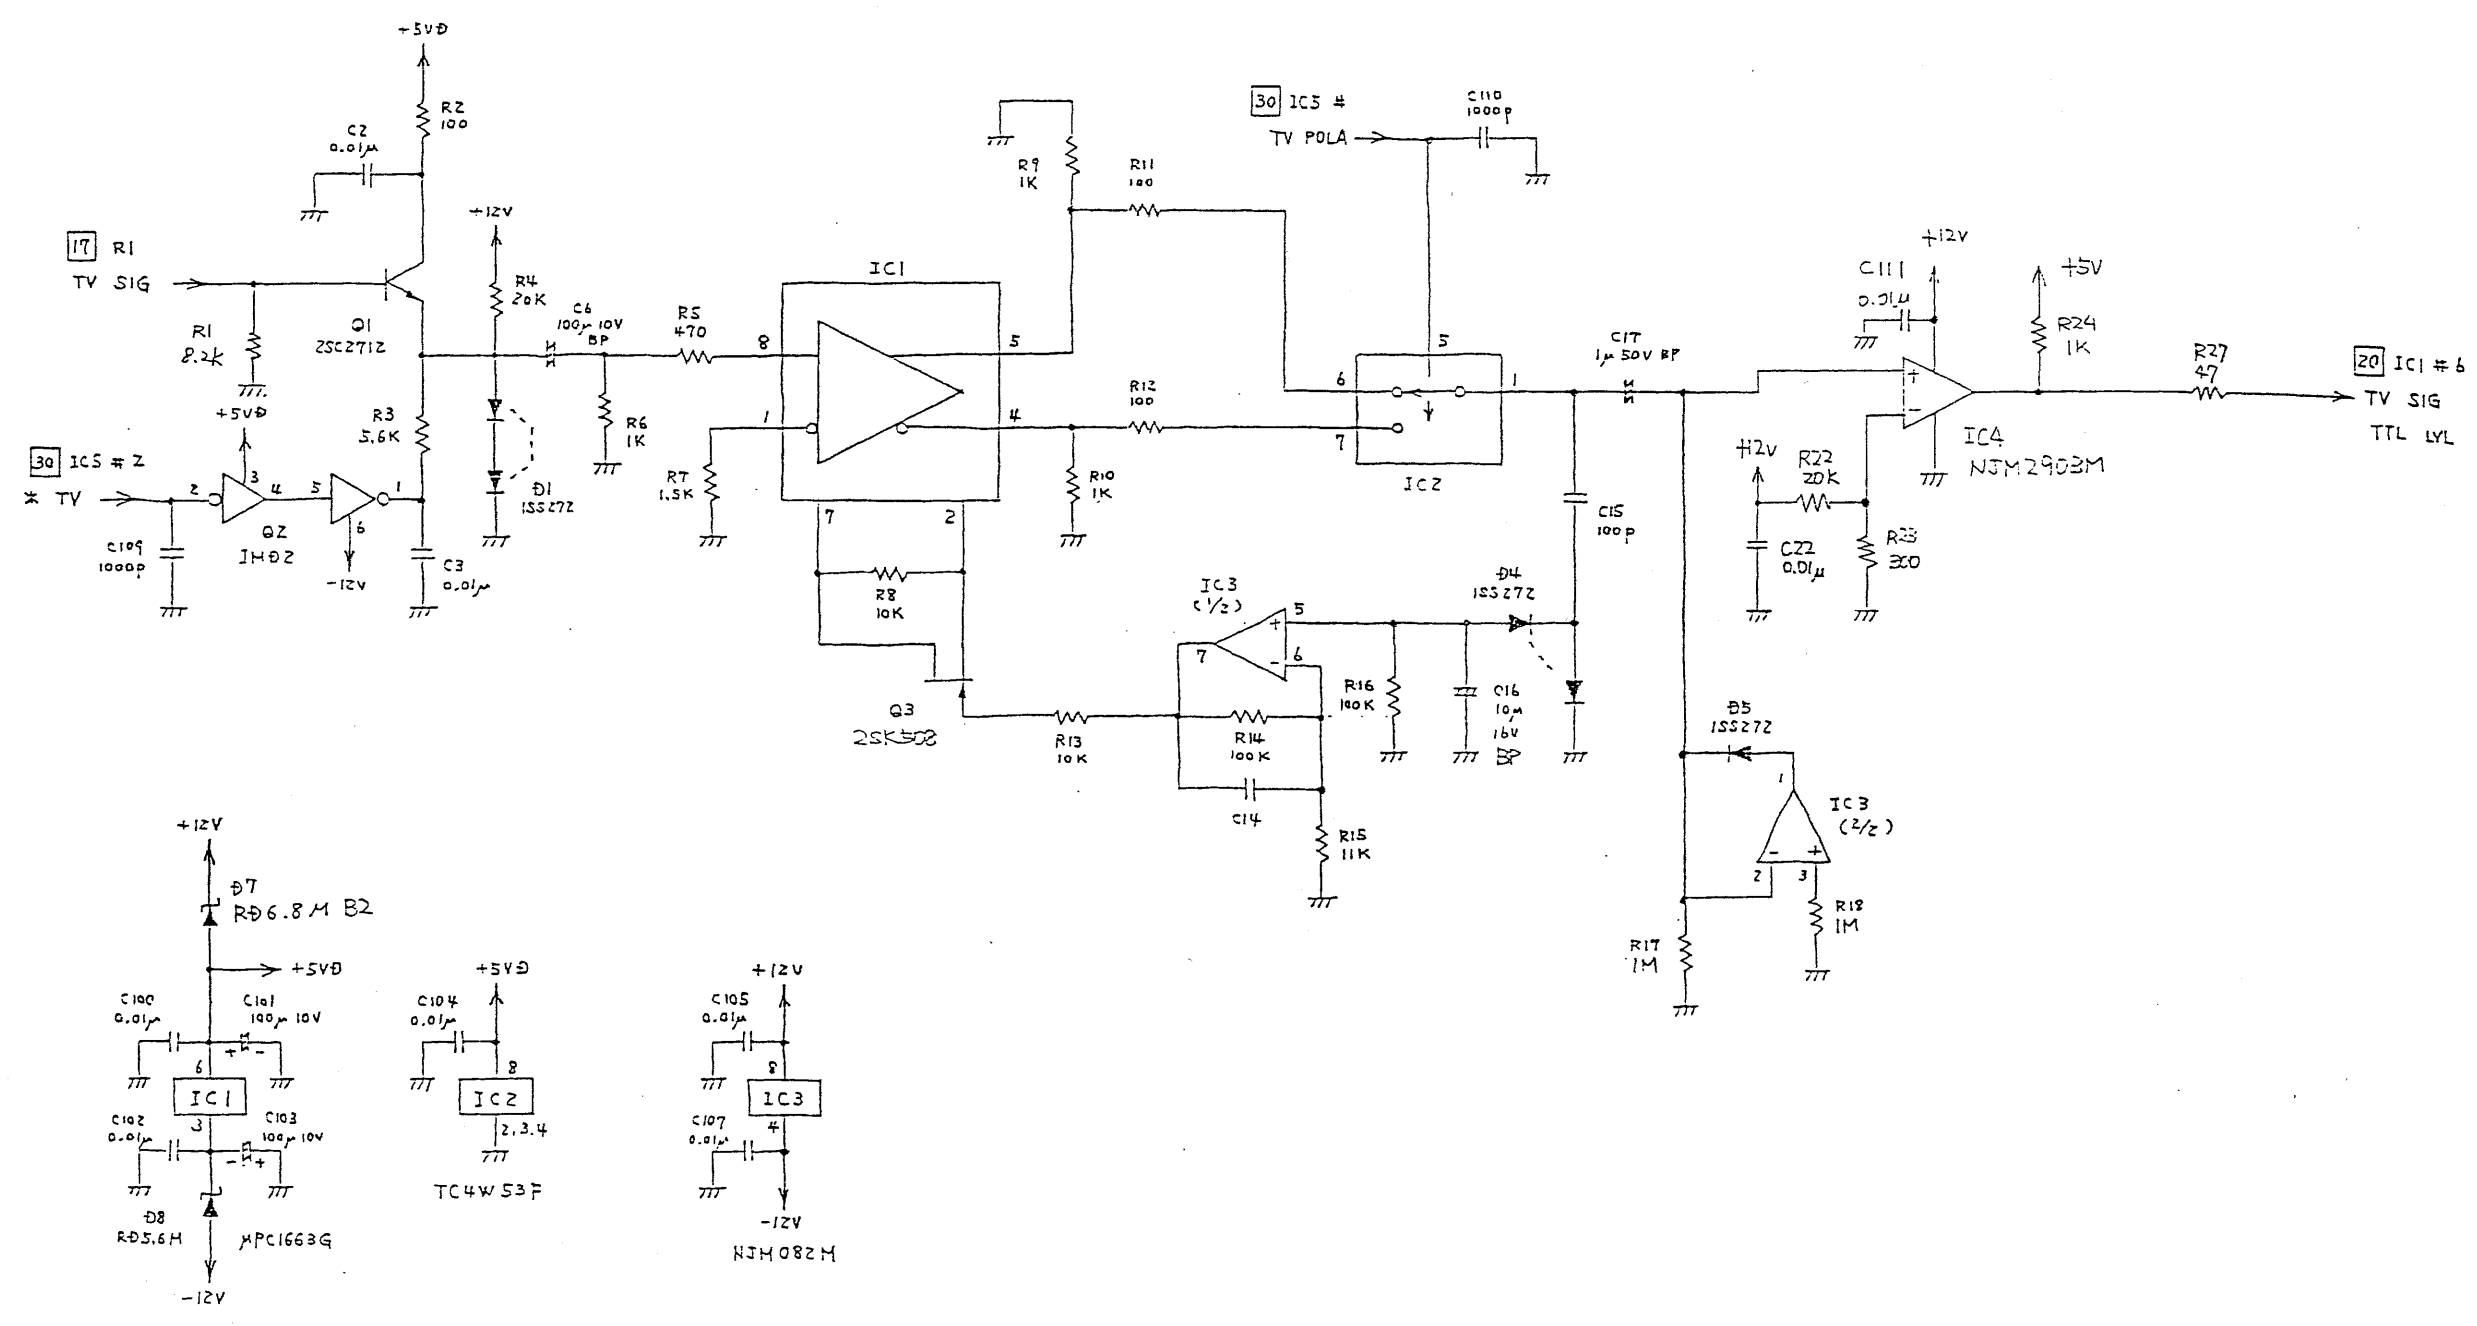 +5VD
R2
100
C2
0.01μ
17 R1
TV SIG
R1
8.2K
Q1
2SC2712
+12V
R4
20K
C6
100μ 10V
BP
R5
470
R6
1K
+5VD
R3
5.6K
30 IC5 # 2
* TV
2
3
4
5
1
6
Q2
IMD2
-12V
C109
1000p
C3
0.01μ
D1
1SS272
R7
1.5K
IC1
8
1
5
4
7
2
R9
1K
R11
100
R12
100
R10
1K
R8
10K
Q3
2SK508
R13
10K
30 IC5 #
TV POLA
C110
1000p
5
6
7
1
IC2
C17
1μ 50V BP
C15
100p
D4
1SS272
IC3
(1/2)
5
+
7
-
6
R16
100K
C16
10μ
16V
BP
R14
100K
C14
R15
11K
+12V
C111
0.01μ
+5V
R24
1K
R27
47
20 IC1 # 6
TV SIG
TTL LVL
+
-
IC4
NJM2903M
+12V
R22
20K
C22
0.01μ
R23
300
D5
1SS272
1
IC3
(2/2)
-
+
2
3
R18
1M
R17
1M
+12V
D7
RD6.8M B2
+5VD
C100
0.01μ
C101
100μ 10V
+ -
6
IC1
3
C102
0.01μ
C103
100μ 10V
- +
D8
RD5.6M
μPC1663G
-12V
+5VD
C104
0.01μ
8
IC2
2,3,4
TC4W53F
+12V
C105
0.01μ
8
IC3
4
C107
0.01μ
-12V
NJM082M